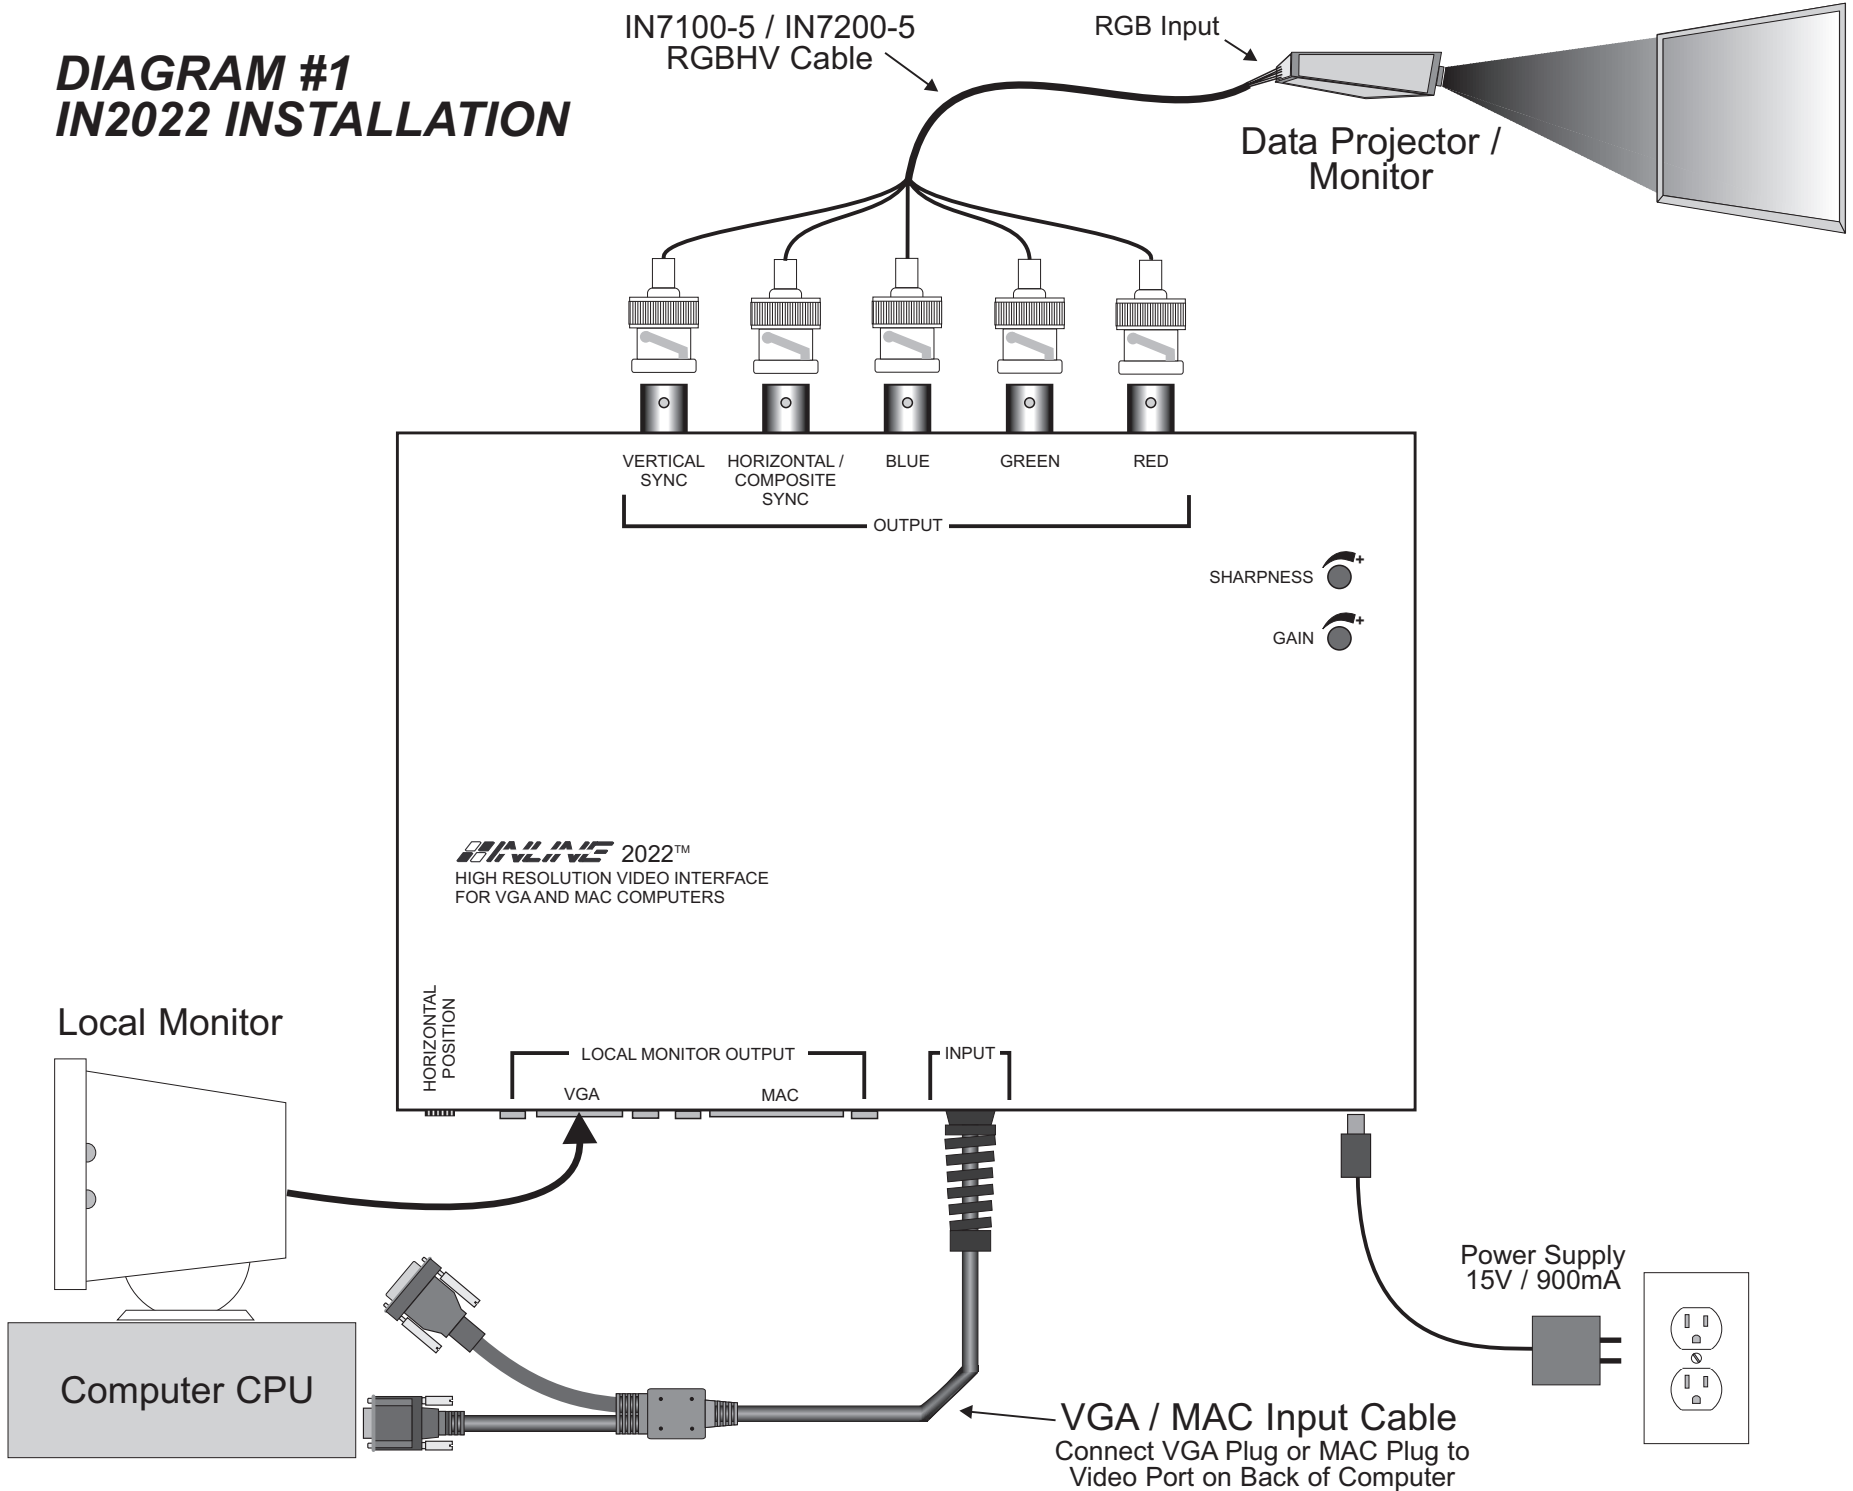 DIAGRAM #1
IN2022 INSTALLATION
IN7100-5 / IN7200-5
RGBHV Cable
RGB Input
Data Projector /
Monitor
VERTICAL
SYNC
HORIZONTAL /
COMPOSITE
SYNC
BLUE
GREEN
RED
OUTPUT
SHARPNESS
+
GAIN
+
INLINE 2022™
HIGH RESOLUTION VIDEO INTERFACE
FOR VGA AND MAC COMPUTERS
HORIZONTAL
POSITION
LOCAL MONITOR OUTPUT
VGA
MAC
INPUT
Local Monitor
Computer CPU
Power Supply
15V / 900mA
VGA / MAC Input Cable
Connect VGA Plug or MAC Plug to
Video Port on Back of Computer